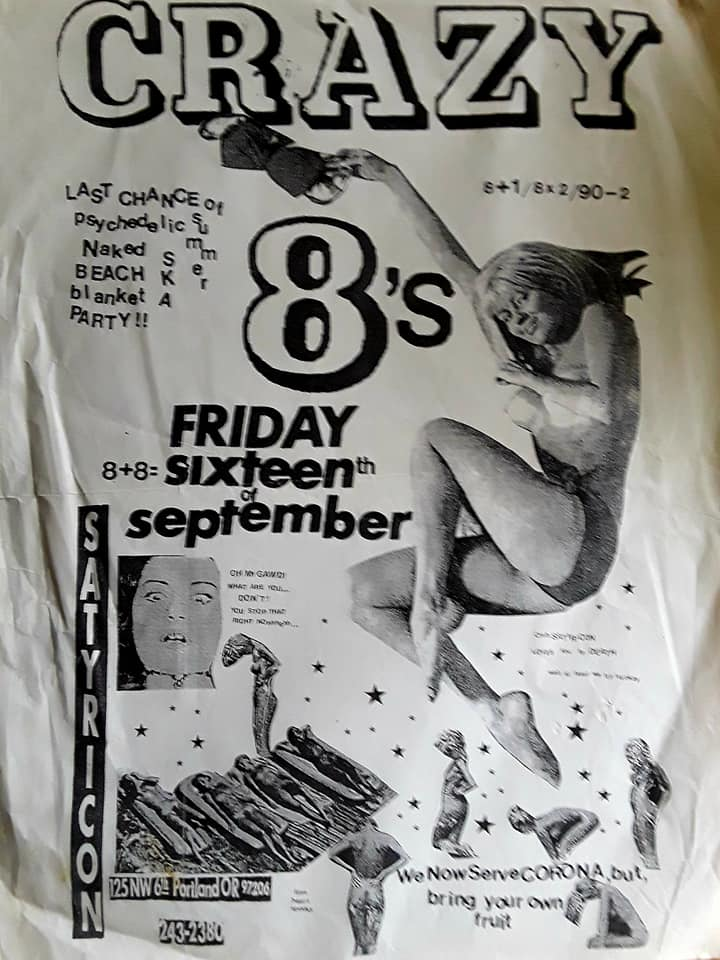 CRAZY
8+1/8x2/90-2
LAST CHANCE of
psychedelic Summer
Naked SKA
BEACH
blanket
PARTY!!
8's
FRIDAY
8+8= sixteenth
of
september
SATYRICON
OH MY GAWD!
WHAT ARE YOU...
DON'T!
YOU STOP THAT
RIGHT
125 NW 6th Portland OR 97206
243-2380
We Now Serve CORONA, but,
bring your own
fruit